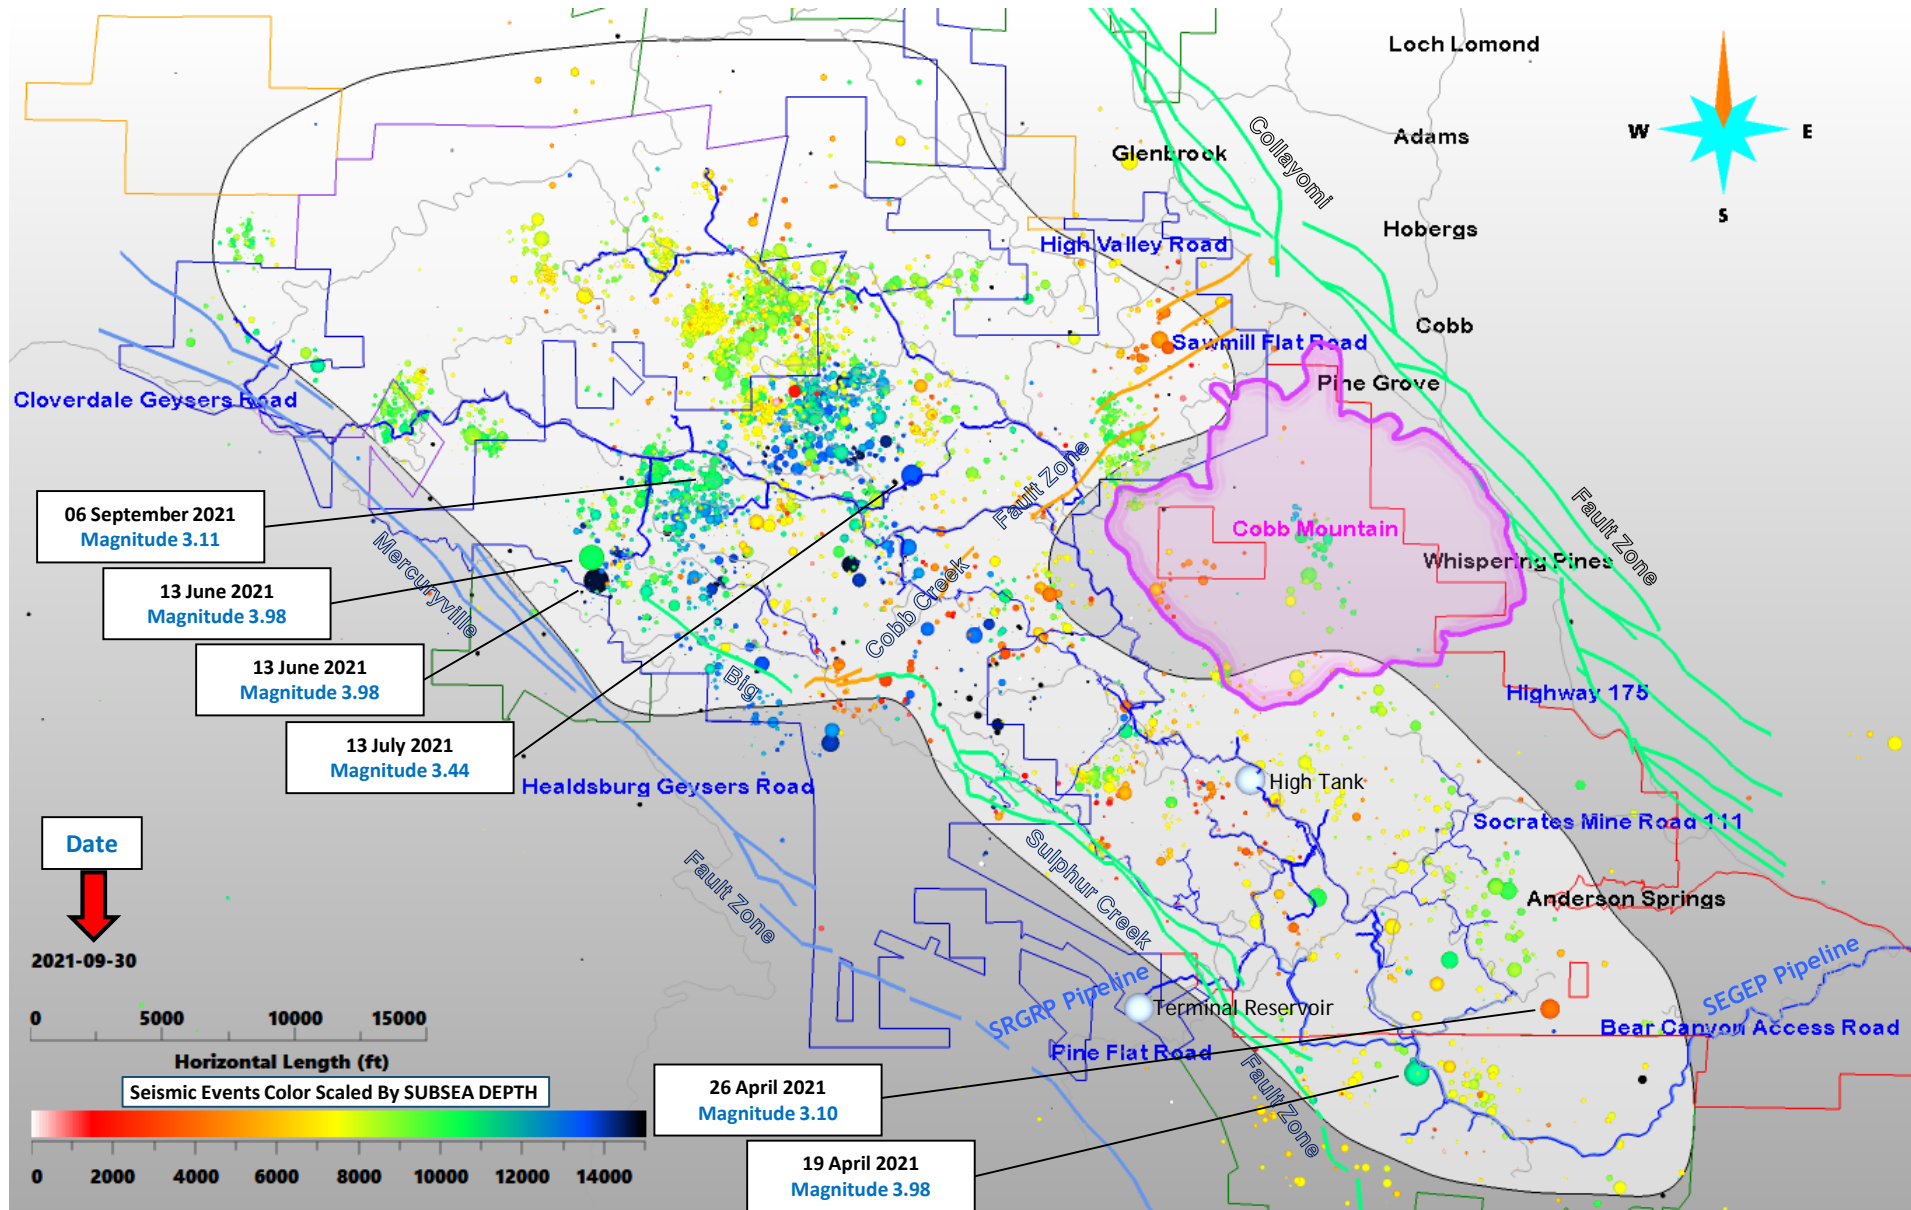 Loch Lomond
Adams
Glenbrook
Collayomi
W
E
S
Hobergs
High Valley Road
Cobb
Sawmill Flat Road
Pine Grove
Cloverdale Geysers Road
Fault Zone
Fault Zone
06 September 2021
Magnitude 3.11
Cobb Mountain
Whispering Pines
Mercuryville
13 June 2021
Magnitude 3.98
Cobb Creek
13 June 2021
Magnitude 3.98
Big
Highway 175
13 July 2021
Magnitude 3.44
Healdsburg Geysers Road
High Tank
Socrates Mine Road 111
Date
Sulphur Creek
Fault Zone
Anderson Springs
2021-09-30
SRGRP Pipeline
SEGEP Pipeline
Terminal Reservoir
0 5000 10000 15000
Horizontal Length (ft)
Bear Canyon Access Road
Pine Flat Road
Fault Zone
Seismic Events Color Scaled By SUBSEA DEPTH
26 April 2021
Magnitude 3.10
0 2000 4000 6000 8000 10000 12000 14000
19 April 2021
Magnitude 3.98